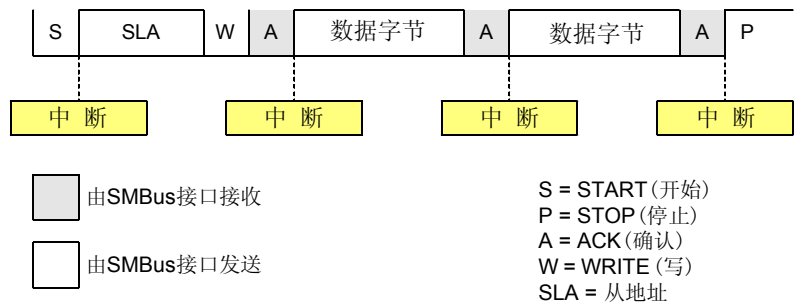 S SLA W A 数据字节 A 数据字节 A P
中 断 中 断 中 断 中 断
由SMBus接口接收
由SMBus接口发送
S = START(开始)
P = STOP(停止)
A = ACK(确认)
W = WRITE(写)
SLA = 从地址